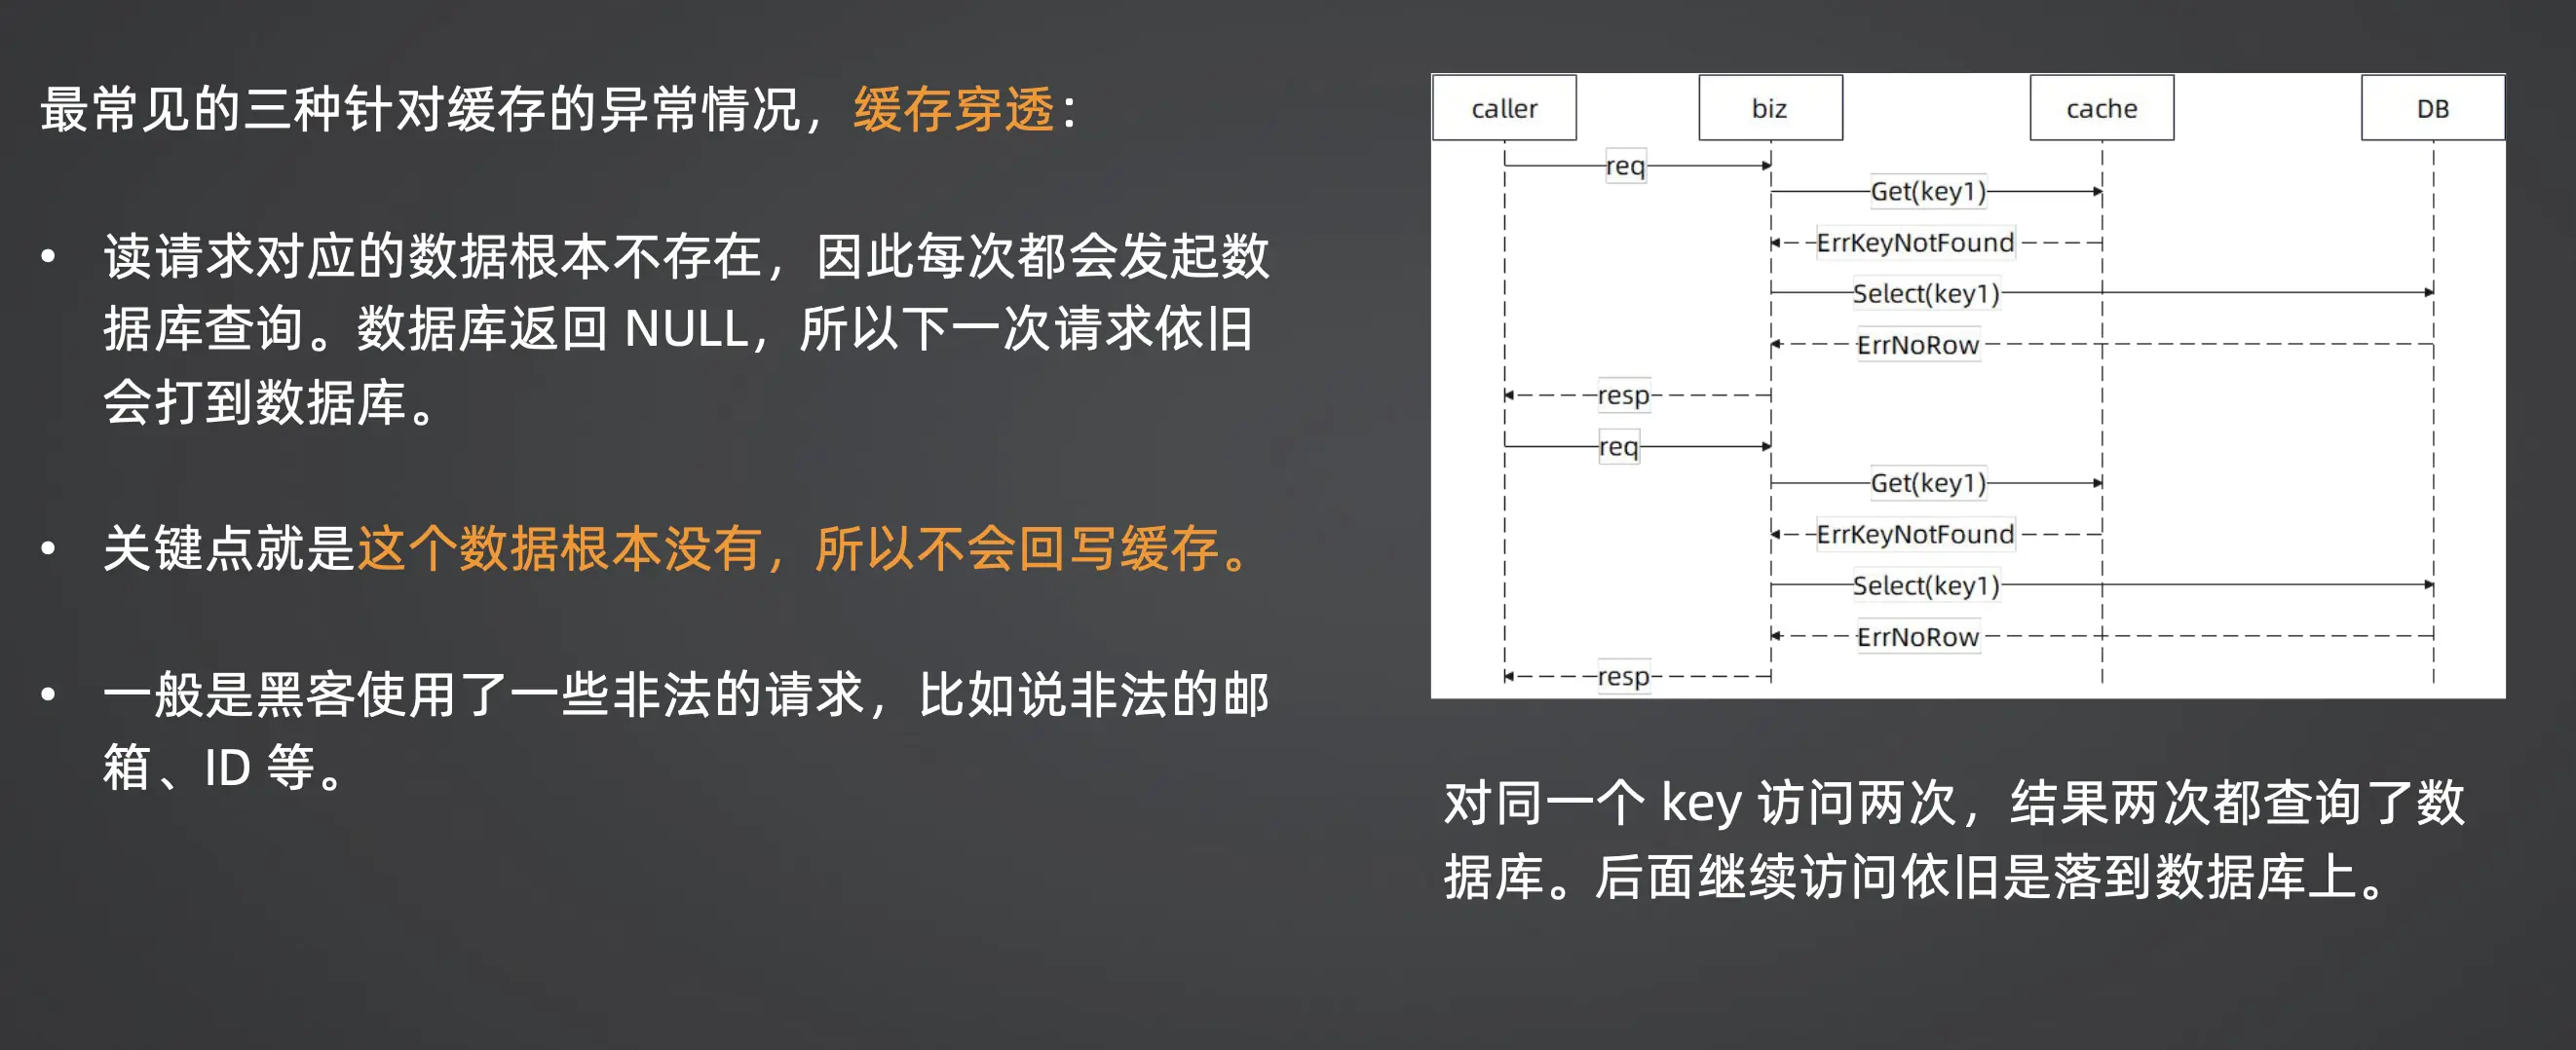 最常见的三种针对缓存的异常情况，缓存穿透：
• 读请求对应的数据根本不存在，因此每次都会发起数
据库查询。数据库返回 NULL，所以下一次请求依旧
会打到数据库。
• 关键点就是这个数据根本没有，所以不会回写缓存。
• 一般是黑客使用了一些非法的请求，比如说非法的邮
箱、ID 等。
caller
biz
cache
DB
req
Get(key1)
ErrKeyNotFound
Select(key1)
ErrNoRow
resp
req
Get(key1)
ErrKeyNotFound
Select(key1)
ErrNoRow
resp
对同一个 key 访问两次，结果两次都查询了数
据库。后面继续访问依旧是落到数据库上。